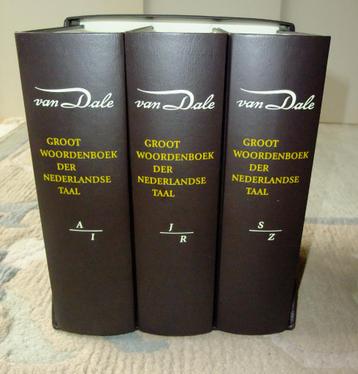 van Dale
GROOT
WOORDENBOEK
DER
NEDERLANDSE
TAAL
A
I
van Dale
GROOT
WOORDENBOEK
DER
NEDERLANDSE
TAAL
J
R
van Dale
GROOT
WOORDENBOEK
DER
NEDERLANDSE
TAAL
S
Z